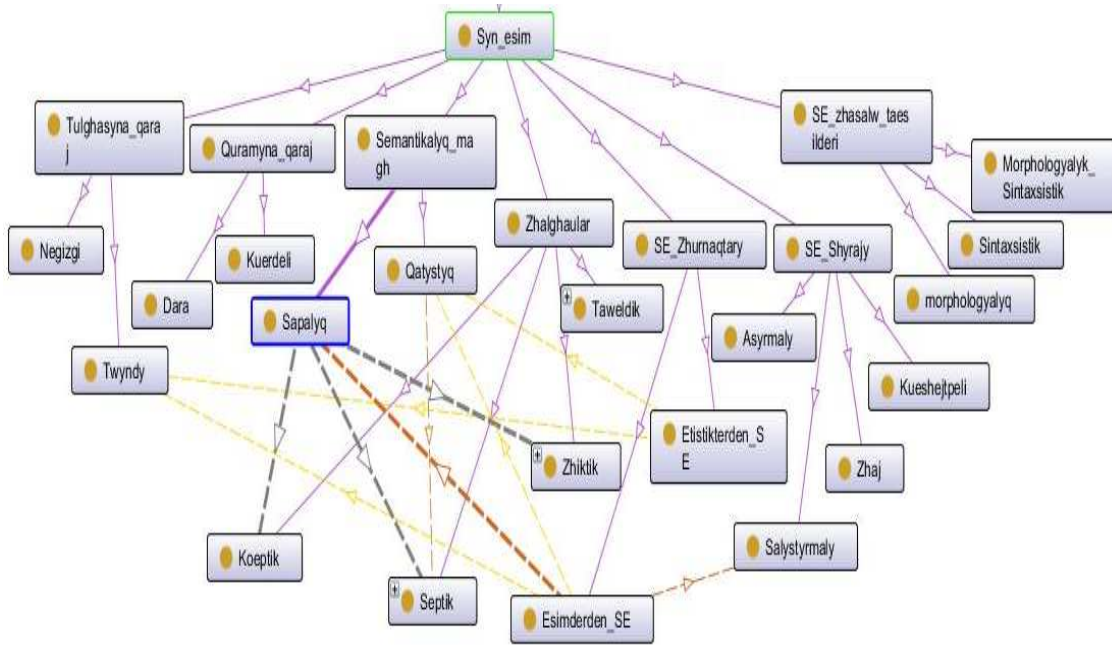 Syn_esim
Tulghasyna_qara
j
Quramyna_qaraj
Semantikalyq_ma
gh
SE_zhasalw_taes
ilderi
Morphologyalyk_
Sintaxsistik
Negizgi
Kuerdeli
Zhalghaular
SE_Zhurnaqtary
SE_Shyrajy
Sintaxsistik
Dara
Qatystyq
Taweldik
morphologyalyq
Sapalyq
Asyrmaly
Twyndy
Kueshejtpeli
Etistikterden_S
E
Zhiktik
Zhaj
Koeptik
Salystyrmaly
Septik
Esimderden_SE